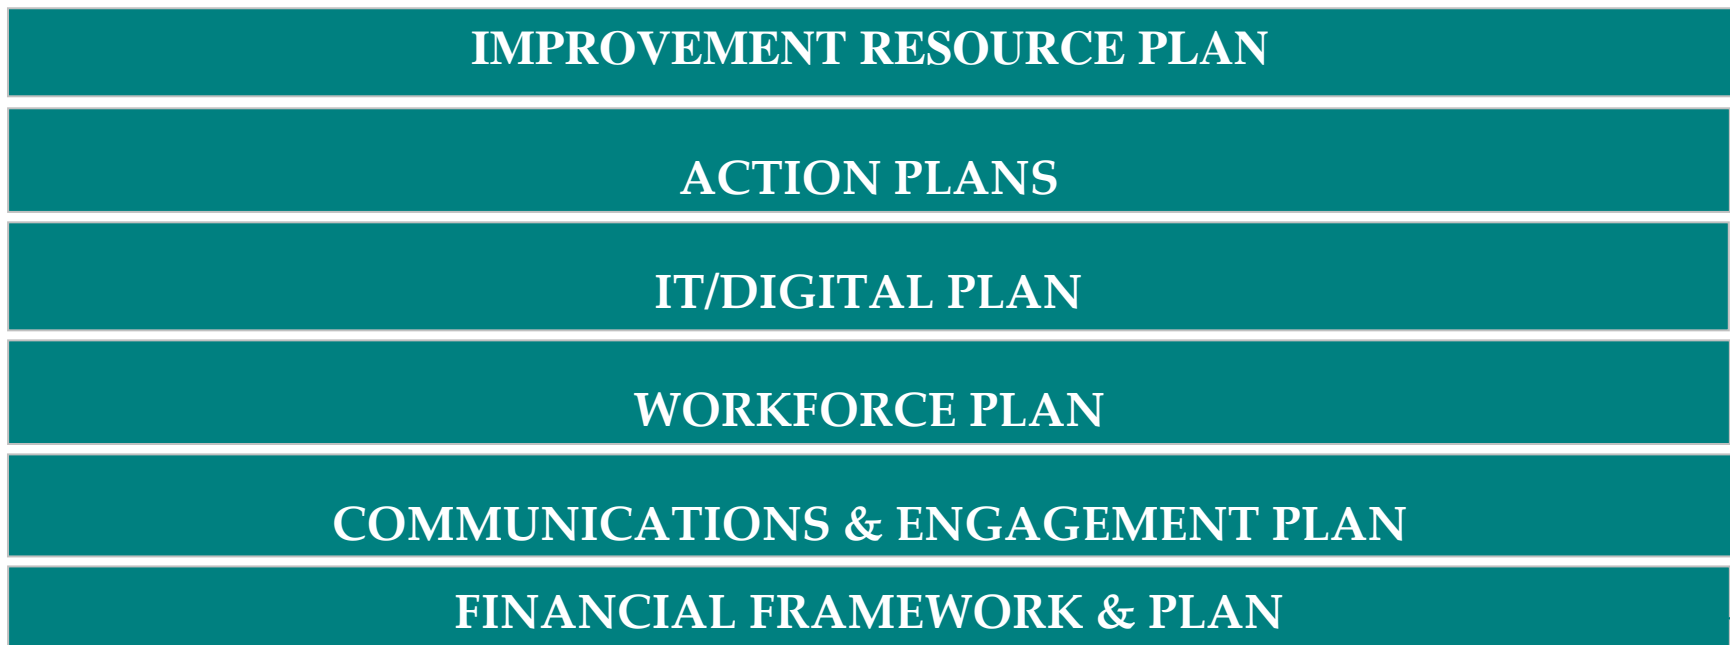 IMPROVEMENT RESOURCE PLAN
ACTION PLANS
IT/DIGITAL PLAN
WORKFORCE PLAN
COMMUNICATIONS & ENGAGEMENT PLAN
FINANCIAL FRAMEWORK & PLAN